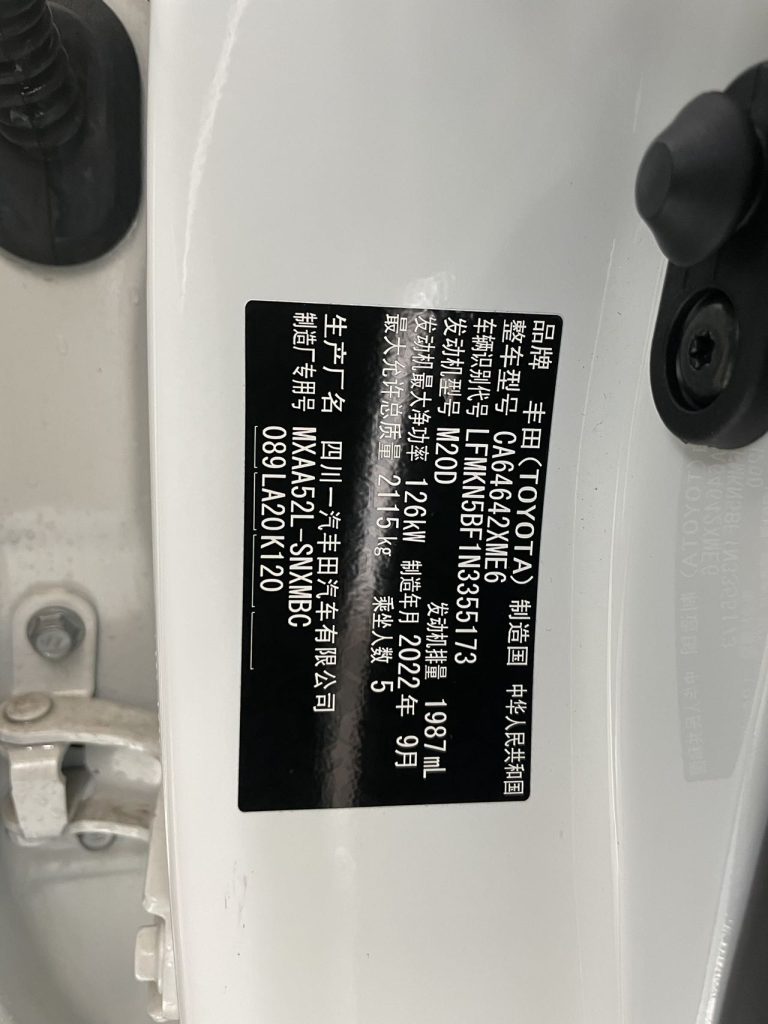 品牌 丰田(TOYOTA) 制造国 中华人民共和国
整车型号 CA64642XME6
车辆识别代号 LFMKN5BF1N3355173
发动机型号 M20D 发动机排量 1987mL
发动机最大净功率 126kW 制造年月 2022年 9月
最大允许总质量 2115kg 乘坐人数 5
生产厂名 四川一汽丰田汽车有限公司
制造厂专用号 MXAA52L-SNXMBC
089LA20K120